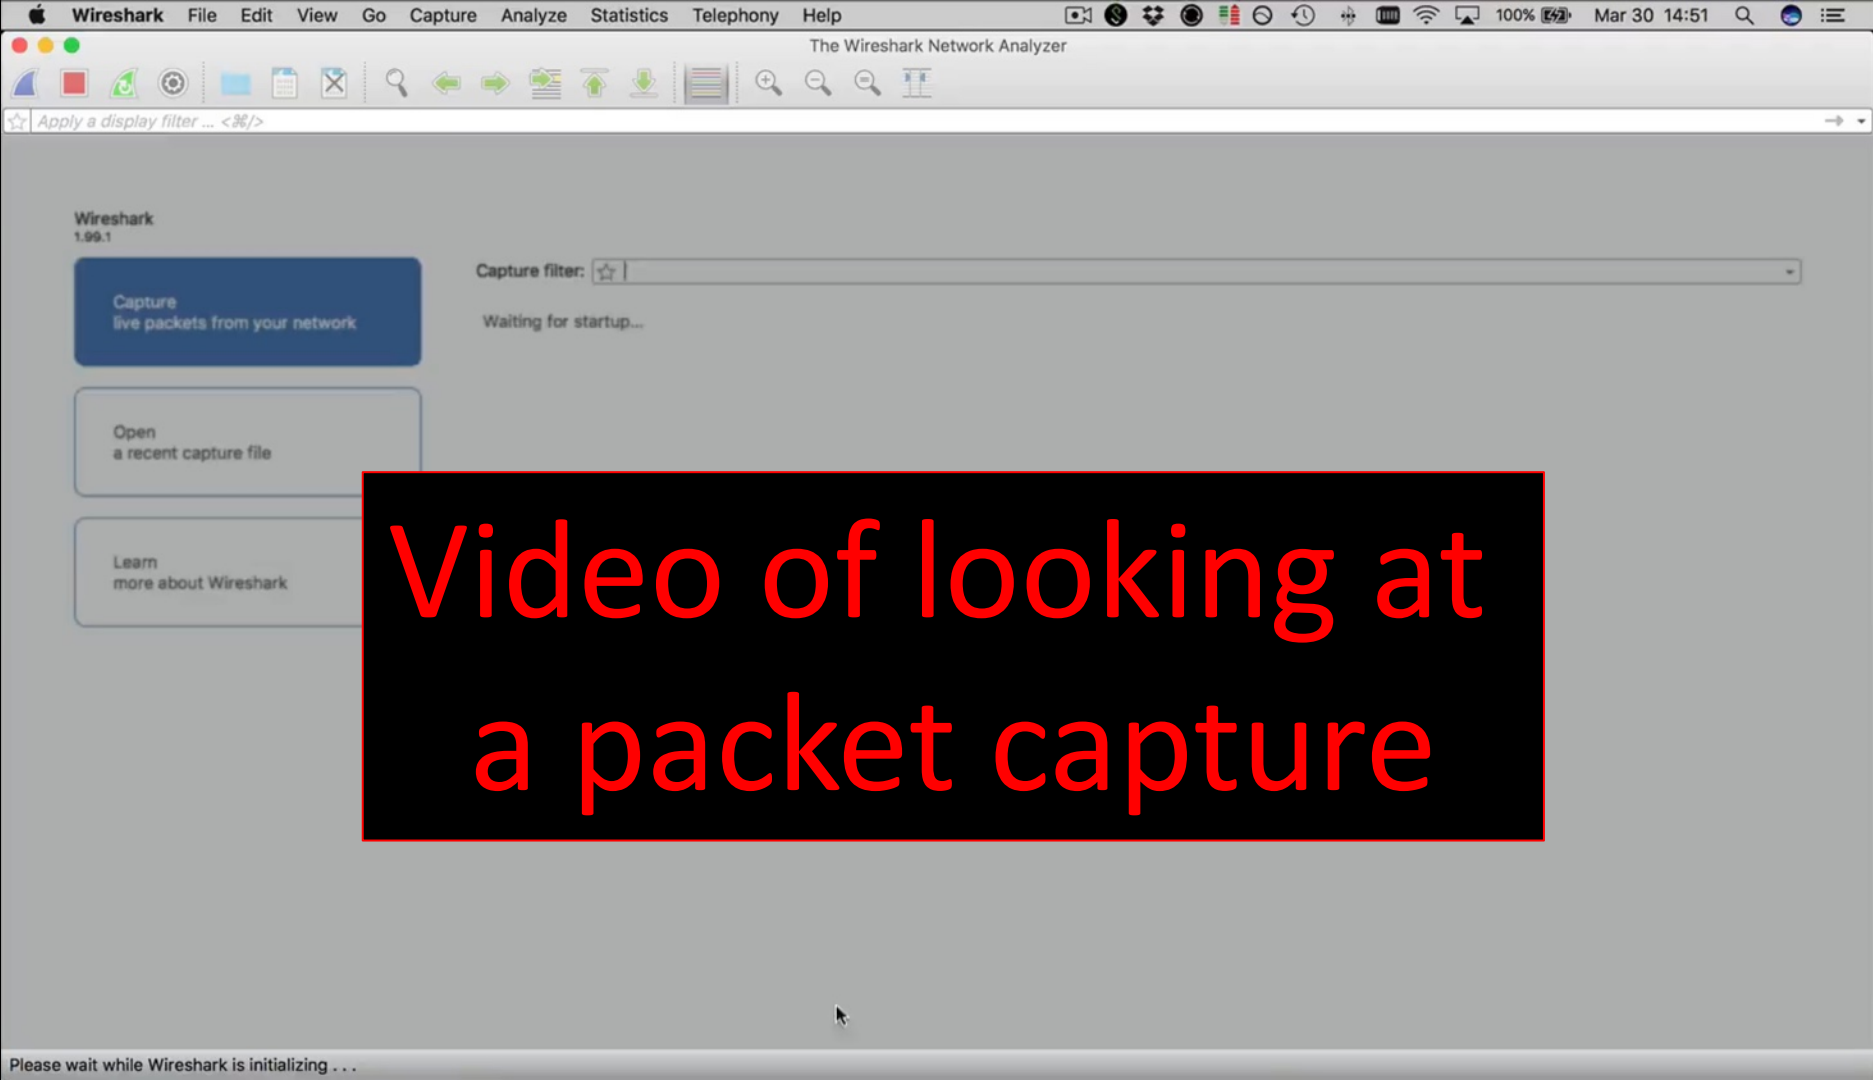 Wireshark File Edit View Go Capture Analyze Statistics Telephony Help 100% Mar 30 14:51
The Wireshark Network Analyzer
Apply a display filter ... <⌘/>
Wireshark
1.99.1
Capture
live packets from your network
Capture filter:
Waiting for startup...
Open
a recent capture file
Learn
more about Wireshark
Video of looking at
a packet capture
Please wait while Wireshark is initializing . . .